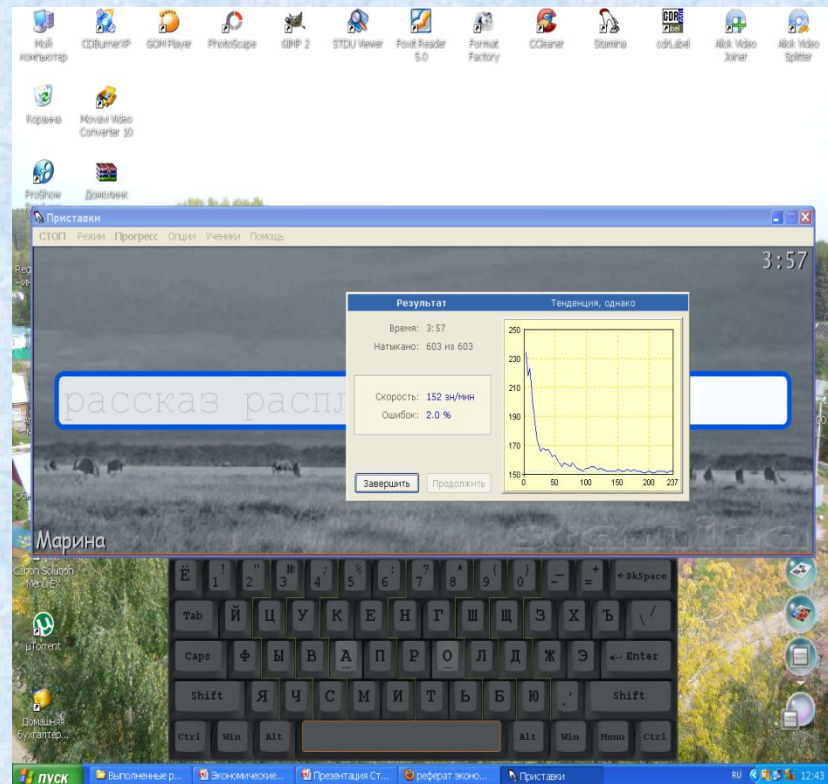 Мой компьютер
CDBurnerXP
GOM Player
PhotoScape
GIMP 2
STDU Viewer
Foxit Reader 5.0
Format Factory
CCleaner
Stamina
cdrLabel
Allok Video Joiner
Allok Video Splitter
Корзина
Movavi Video Converter 10
ProShow
Приставки
СТОП Режим Прогресс Опции Ученики Помощь
3:57
Результат
Тенденция, однако
Время: 3:57
Натыкано: 603 из 603
Скорость: 152 зн/мин
Ошибок: 2.0 %
Завершить Продолжить
250
230
210
190
170
150
0 50 100 150 200 237
рассказ распл
Марина
stamina
Canon Solution
Menu EX
µTorrent
Домашняя
бухгалтер...
Ё ! 1 " 2 № 3 ; 4 % 5 : 6 ? 7 * 8 ( 9 ) 0 _ - + = ←BkSpace
Tab Й Ц У К Е Н Г Ш Щ З Х Ъ \ /
Caps Ф Ы В А П Р О Л Д Ж Э ↵ Enter
Shift Я Ч С М И Т Ь Б Ю . , Shift
Ctrl Win Alt Alt Win Menu Ctrl
пуск
Выполненные р...
Экономические...
Презентация Ст...
реферат эконо...
Приставки
RU
12:43